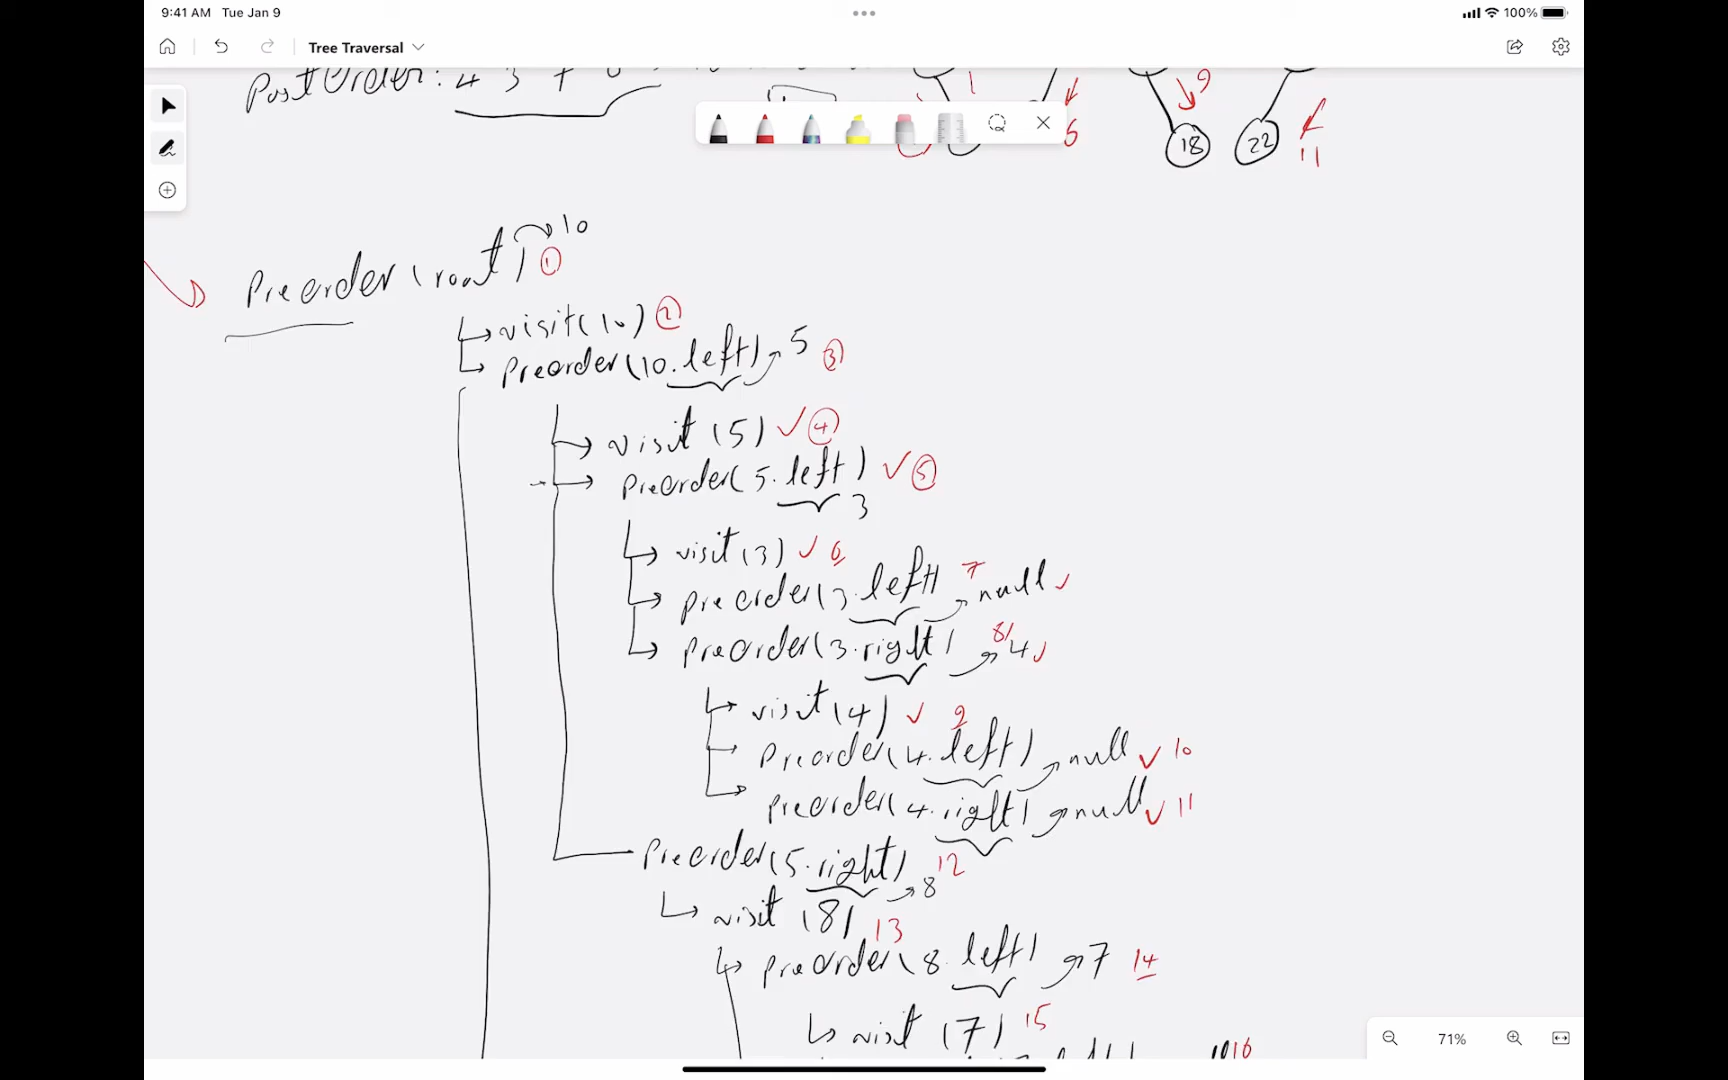 9:41 AM Tue Jan 9
100%
Tree Traversal
PostOrder: 4 3 7
1
9
6
18
22
11
Preorder(root) 10 1
visit(10) 2
Preorder(10.left) 5 3
visit(5) ✓ 4
preorder(5.left) ✓ 5
3
visit(3) ✓ 6
preorder(3.left) 7 null ✓
preorder(3.right) 8 4 ✓
visit(4) ✓ 9
preorder(4.left) null ✓ 10
preorder(4.right) null ✓ 11
Preorder(5.right) 12
8
visit(8) 13
preorder(8.left) 7 14
visit(7) 15
16
71%